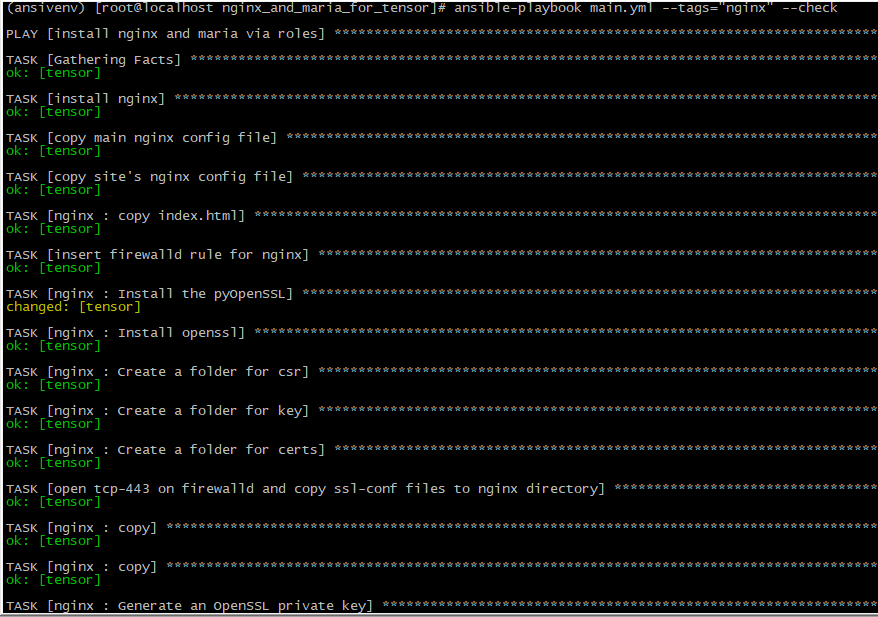 (ansivenv) [root@localhost nginx_and_maria_for_tensor]# ansible-playbook main.yml --tags="nginx" --check
PLAY [install nginx and maria via roles] ********************************************************************
TASK [Gathering Facts] **************************************************************************************
ok: [tensor]
TASK [install nginx] ****************************************************************************************
ok: [tensor]
TASK [copy main nginx config file] **************************************************************************
ok: [tensor]
TASK [copy site's nginx config file] ************************************************************************
ok: [tensor]
TASK [nginx : copy index.html] ******************************************************************************
ok: [tensor]
TASK [insert firewalld rule for nginx] **********************************************************************
ok: [tensor]
TASK [nginx : Install the pyOpenSSL] ************************************************************************
changed: [tensor]
TASK [nginx : Install openssl] ******************************************************************************
ok: [tensor]
TASK [nginx : Create a folder for csr] **********************************************************************
ok: [tensor]
TASK [nginx : Create a folder for key] **********************************************************************
ok: [tensor]
TASK [nginx : Create a folder for certs] ********************************************************************
ok: [tensor]
TASK [open tcp-443 on firewalld and copy ssl-conf files to nginx directory] *********************************
ok: [tensor]
TASK [nginx : copy] *****************************************************************************************
ok: [tensor]
TASK [nginx : copy] *****************************************************************************************
ok: [tensor]
TASK [nginx : Generate an OpenSSL private key] **************************************************************